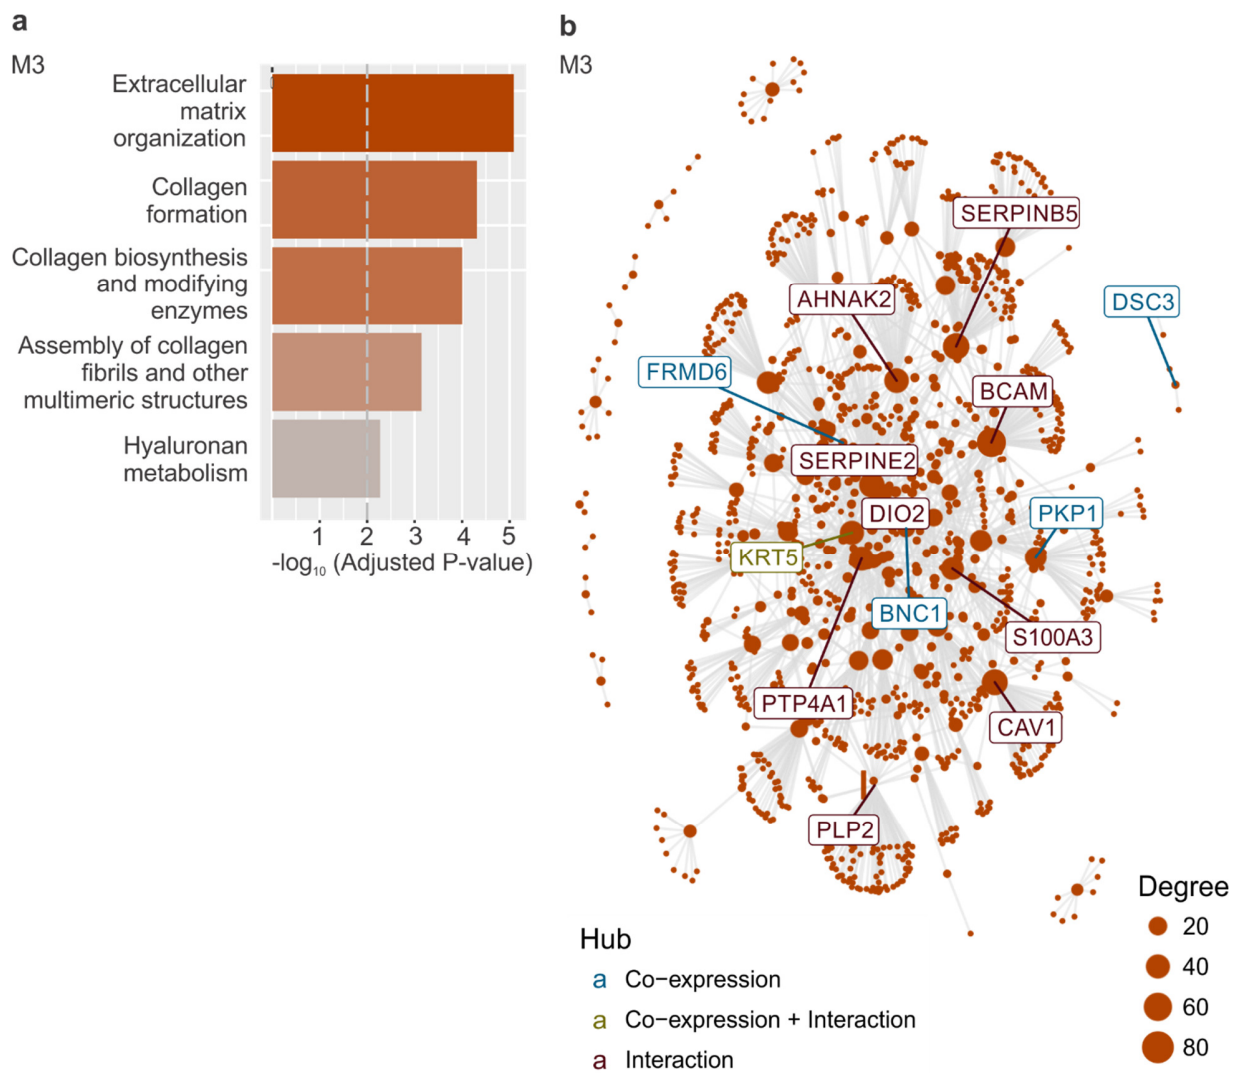 a
M3
Extracellular
matrix
organization
Collagen
formation
Collagen biosynthesis
and modifying
enzymes
Assembly of collagen
fibrils and other
multimeric structures
Hyaluronan
metabolism
1 2 3 4 5
-log₁₀ (Adjusted P-value)
b
M3
SERPINB5
AHNAK2
DSC3
FRMD6
BCAM
SERPINE2
DIO2
PKP1
KRT5
BNC1
S100A3
PTP4A1
CAV1
PLP2
Hub
a Co−expression
a Co−expression + Interaction
a Interaction
Degree
20
40
60
80